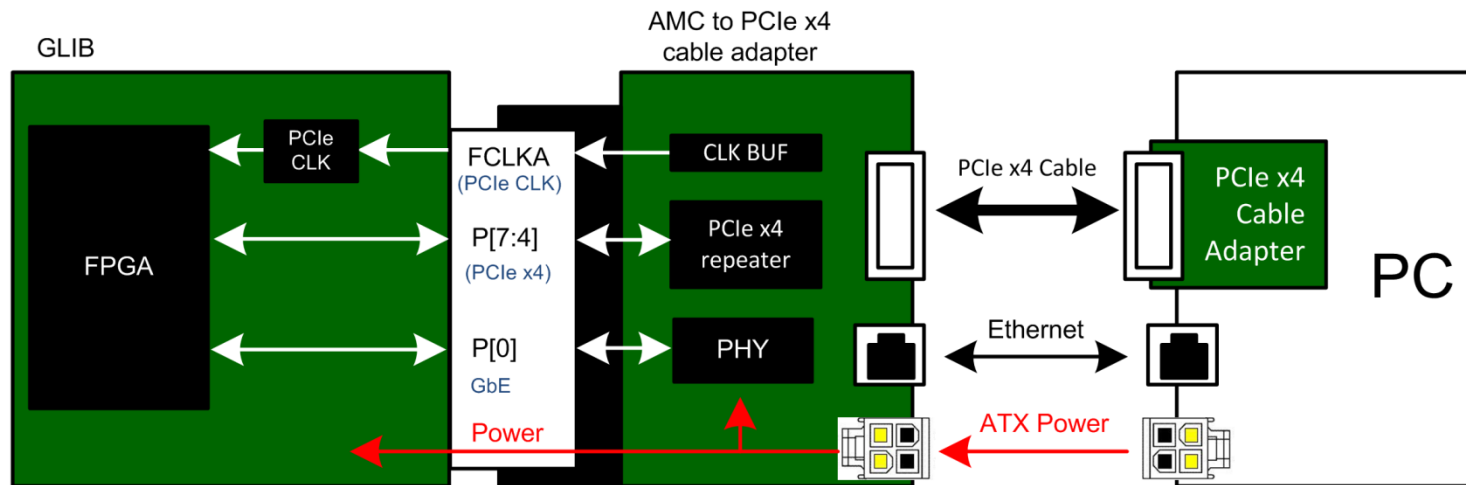 GLIB
AMC to PCIe x4
cable adapter
FPGA
PCIe
CLK
FCLKA
(PCIe CLK)
CLK BUF
P[7:4]
(PCIe x4)
PCIe x4
repeater
P[0]
GbE
PHY
Power
PCIe x4 Cable
Ethernet
ATX Power
PCIe x4
Cable
Adapter
PC